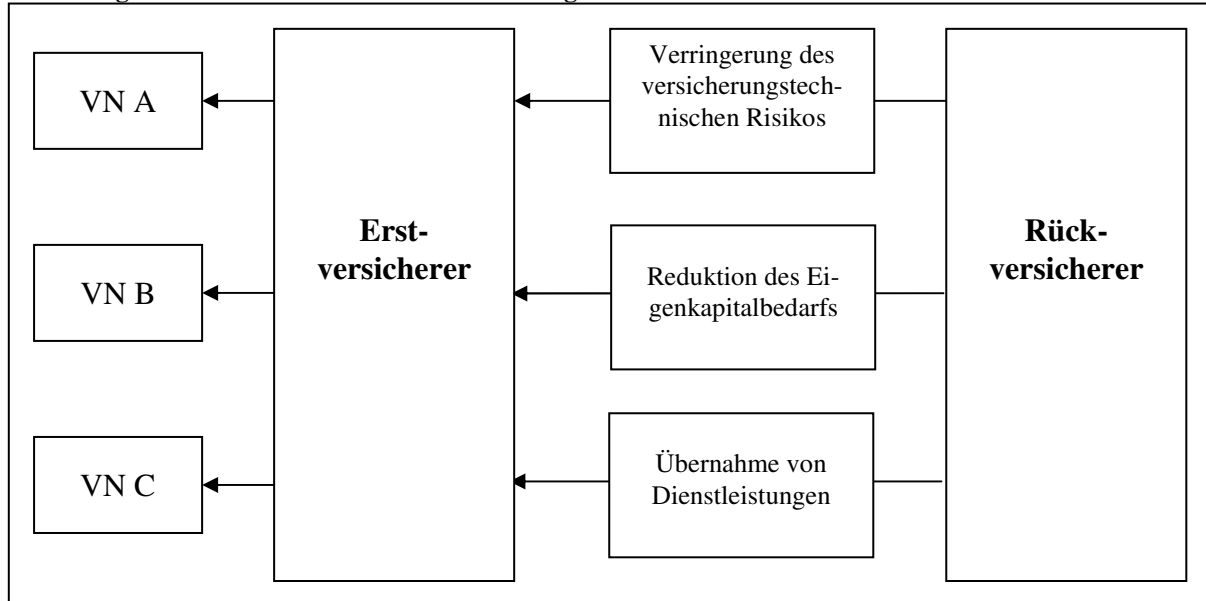 VN A
VN B
VN C
Erst-
versicherer
Verringerung des
versicherungstech-
nischen Risikos
Reduktion des Ei-
genkapitalbedarfs
Übernahme von
Dienstleistungen
Rück-
versicherer